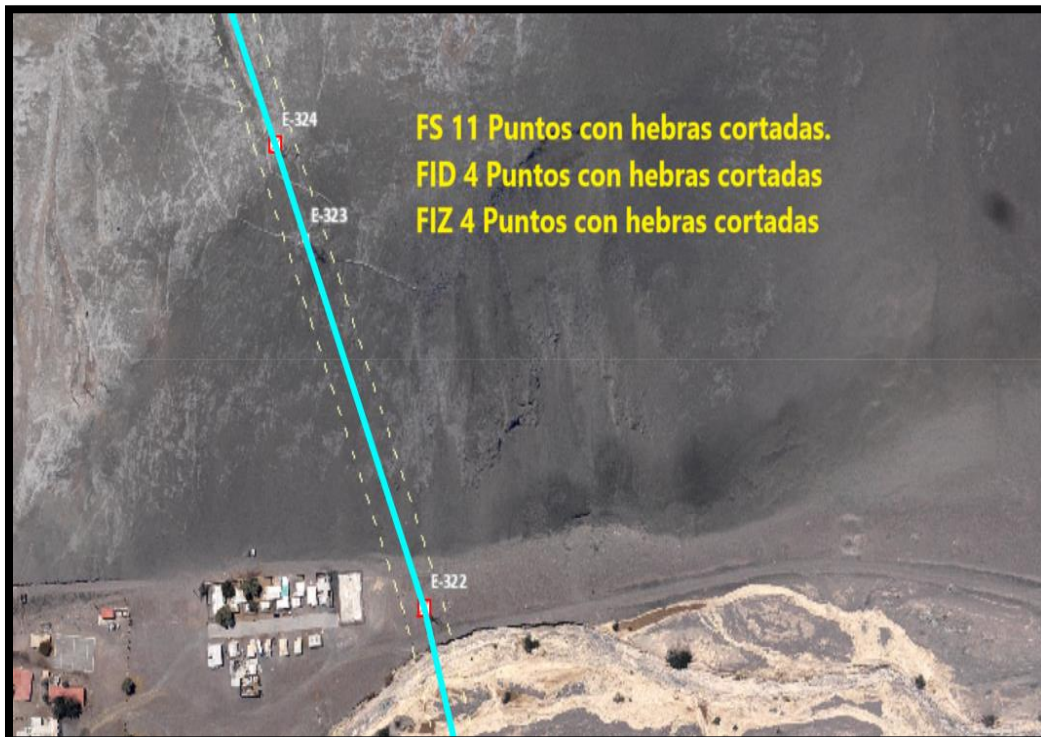 E-324
FS 11 Puntos con hebras cortadas.
FID 4 Puntos con hebras cortadas
E-323
FIZ 4 Puntos con hebras cortadas
E-322